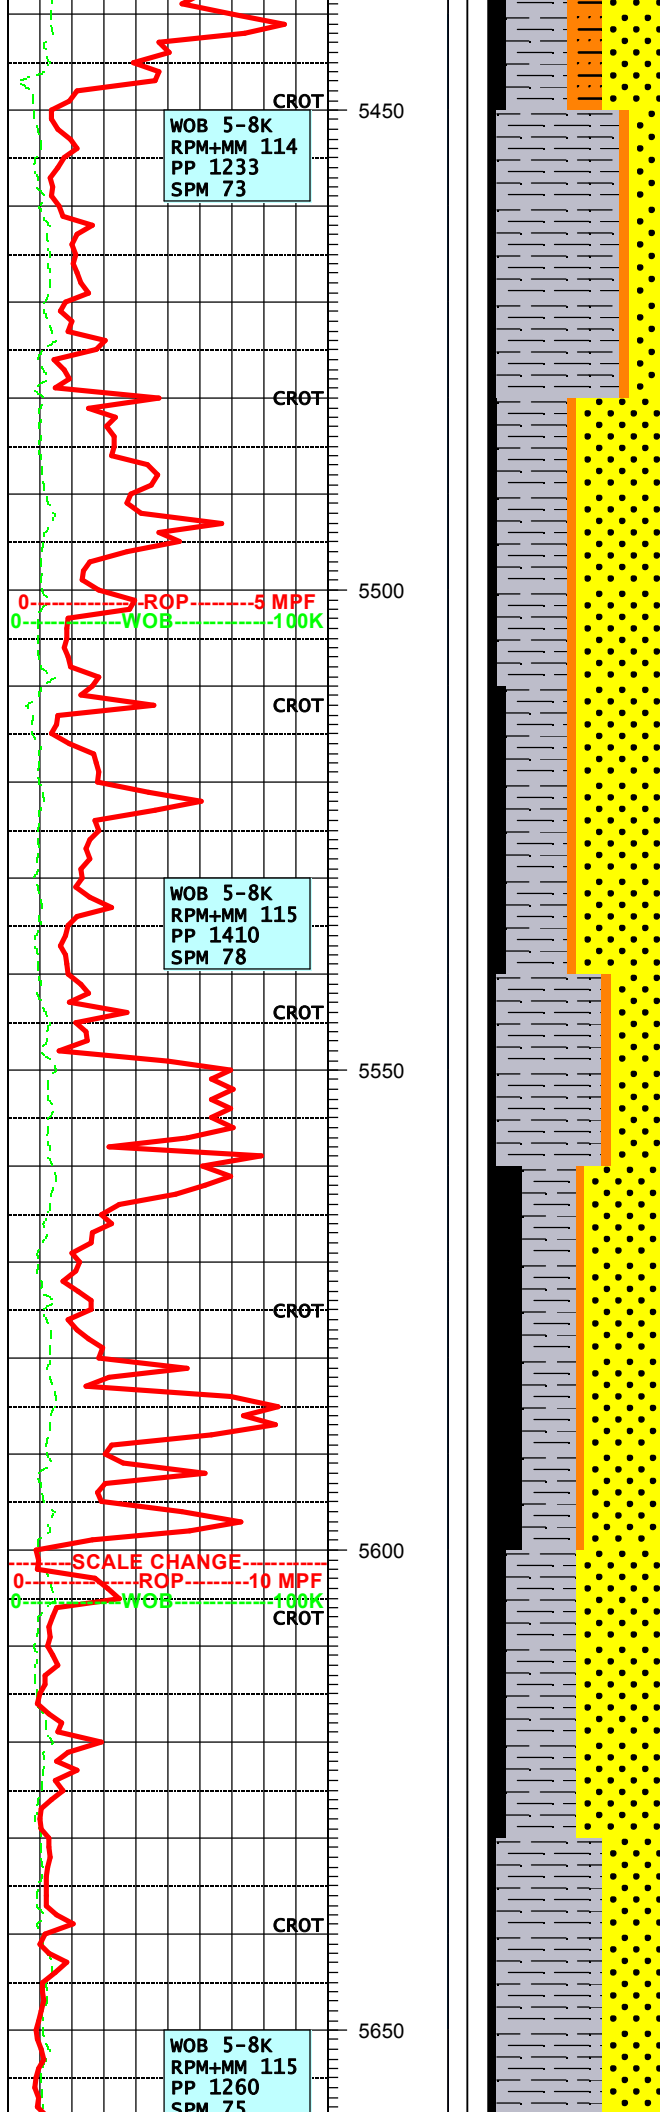 CROT
5450
WOB 5-8K
RPM+MM 114
PP 1233
SPM 73
CROT
5500
0 ROP 5 MPF
0 WOB 100K
CROT
WOB 5-8K
RPM+MM 115
PP 1410
SPM 78
CROT
5550
CROT
5600
SCALE CHANGE
0 ROP 10 MPF
0 WOB 100K
CROT
CROT
5650
WOB 5-8K
RPM+MM 115
PP 1260
SPM 75